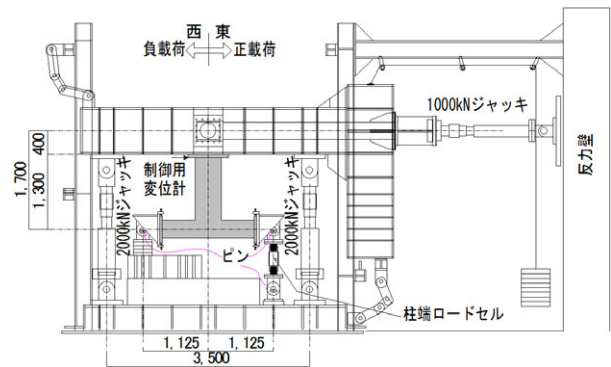 西 東
負載荷 正載荷
1000kNジャッキ
反力壁
400
1,700
1,300
制御用
変位計
2000kNジャッキ
2000kNジャッキ
ピン
柱端ロードセル
1,125 1,125
3,500